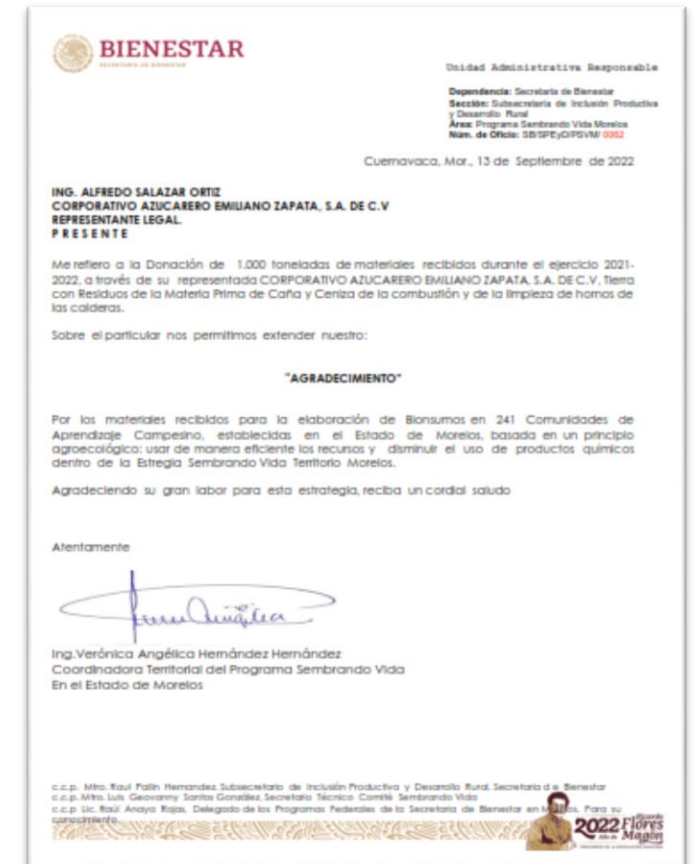 BIENESTAR
SECRETARÍA DE BIENESTAR
Unidad Administrativa Responsable
Dependencia: Secretaría de Bienestar
Sección: Subsecretaría de Inclusión Productiva
y Desarrollo Rural
Área: Programa Sembrando Vida Morelos
Núm. de Oficio: SB/SPEyD/PSVM/ 0362
Cuernavaca, Mor., 13 de Septiembre de 2022
ING. ALFREDO SALAZAR ORTIZ
CORPORATIVO AZUCARERO EMILIANO ZAPATA, S.A. DE C.V
REPRESENTANTE LEGAL.
P R E S E N T E
Me refiero a la Donación de 1.000 toneladas de materiales recibidos durante el ejercicio 2021-
2022, a través de su representada CORPORATIVO AZUCARERO EMILIANO ZAPATA, S.A. DE C.V, Tierra
con Residuos de la Materia Prima de Caña y Ceniza de la combustión y de la limpieza de hornos de
las calderas.
Sobre el particular nos permitimos extender nuestro:
"AGRADECIMIENTO"
Por los materiales recibidos para la elaboración de Bionsumos en 241 Comunidades de
Aprendizaje Campesino, establecidas en el Estado de Morelos, basada en un principio
agroecológico: usar de manera eficiente los recursos y disminuir el uso de productos químicos
dentro de la Estregia Sembrando Vida Territorio Morelos.
Agradeciendo su gran labor para esta estrategia, reciba un cordial saludo
Atentamente
Ing.Verónica Angélica Hernández Hernández
Coordinadora Territorial del Programa Sembrando Vida
En el Estado de Morelos
c.c.p. Mtro. Raul Pallin Hernandez. Subsecretario de Inclusión Productiva y Desarrollo Rural. Secretaria d e Bienestar
c.c.p. Mtro. Luis Geovanny Santos González, Secretario Técnico Comité Sembrando Vida
c.c.p Lic. Raúl Anaya Rojas, Delegado de los Programas Federales de la Secretaría de Bienestar en Para su
conocimiento
2022 Ricardo Flores Magón
Año de